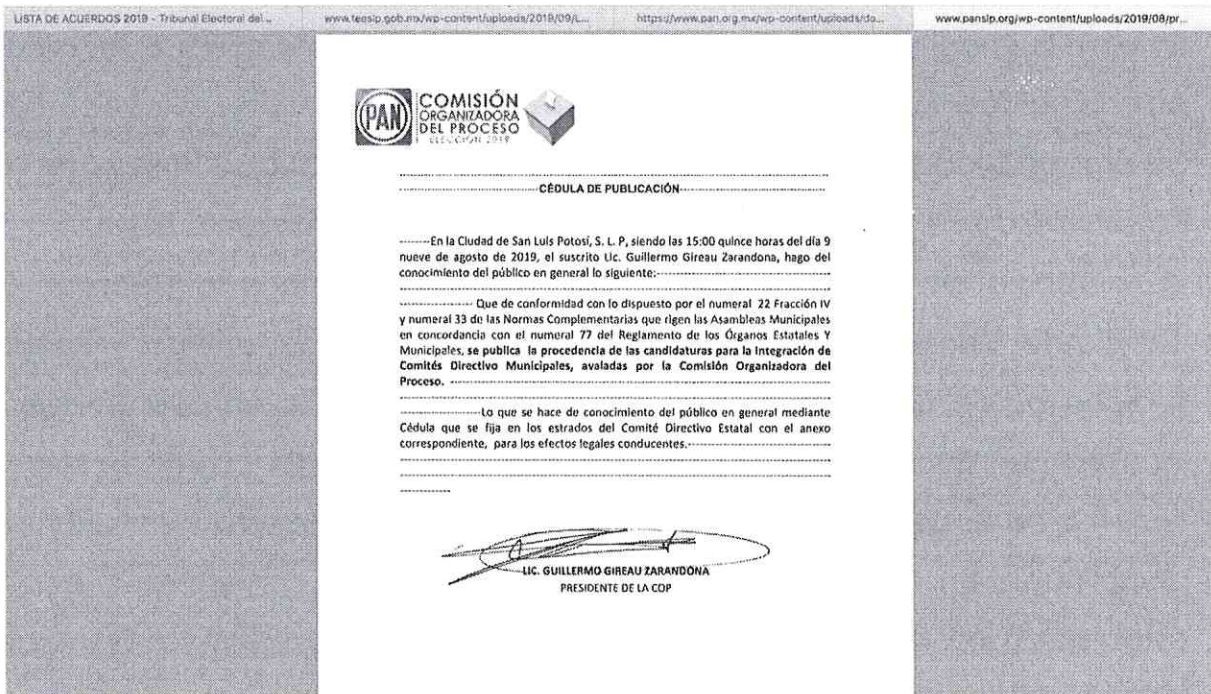 LISTA DE ACUERDOS 2019 - Tribunal Electoral del ...
www.teeslp.gob.mx/wp-content/uploads/2019/09/L...
https://www.pan.org.mx/wp-content/uploads/do...
www.panslp.org/wp-content/uploads/2019/08/pr...
PAN
COMISIÓN
ORGANIZADORA
DEL PROCESO
ELECCIÓN 2019
CÉDULA DE PUBLICACIÓN
En la Ciudad de San Luis Potosí, S. L. P, siendo las 15:00 quince horas del día 9
nueve de agosto de 2019, el suscrito Lic. Guillermo Gireau Zarandona, hago del
conocimiento del público en general lo siguiente:
Que de conformidad con lo dispuesto por el numeral 22 Fracción IV
y numeral 33 de las Normas Complementarias que rigen las Asambleas Municipales
en concordancia con el numeral 77 del Reglamento de los Órganos Estatales Y
Municipales, se publica la procedencia de las candidaturas para la Integración de
Comités Directivo Municipales, avaladas por la Comisión Organizadora del
Proceso.
Lo que se hace de conocimiento del público en general mediante
Cédula que se fija en los estrados del Comité Directivo Estatal con el anexo
correspondiente, para los efectos legales conducentes.
LIC. GUILLERMO GIREAU ZARANDONA
PRESIDENTE DE LA COP